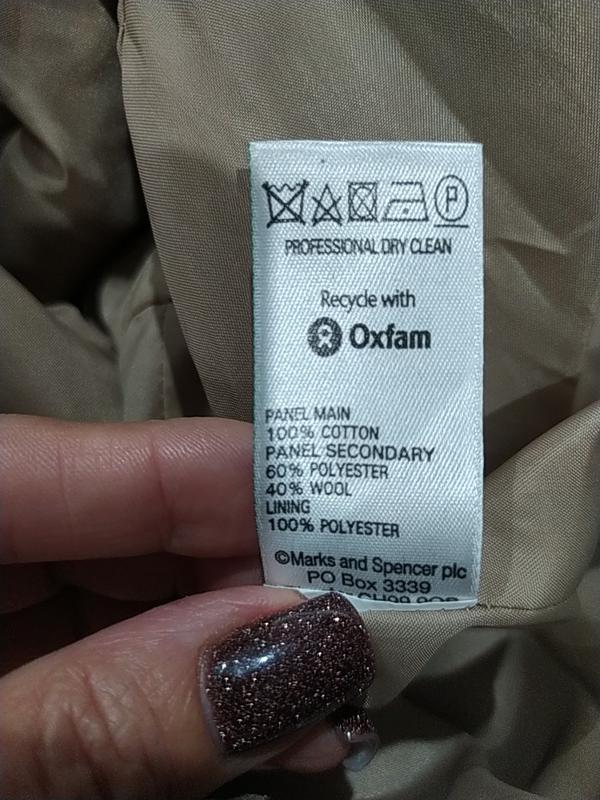 P
PROFESSIONAL DRY CLEAN
Recycle with
Oxfam
PANEL MAIN
100% COTTON
PANEL SECONDARY
60% POLYESTER
40% WOOL
LINING
100% POLYESTER
©Marks and Spencer plc
PO Box 3339